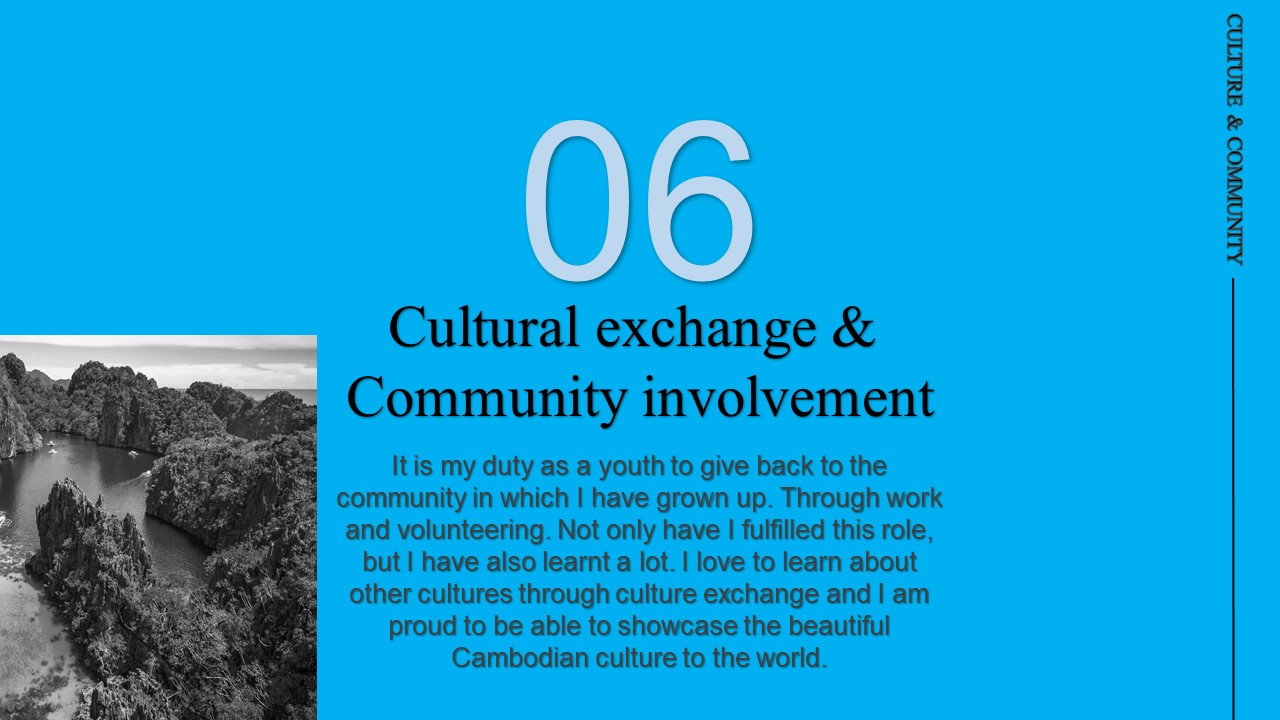 CULTURE & COMMUNITY
06
Cultural exchange &
Community involvement
It is my duty as a youth to give back to the
community in which I have grown up. Through work
and volunteering. Not only have I fulfilled this role,
but I have also learnt a lot. I love to learn about
other cultures through culture exchange and I am
proud to be able to showcase the beautiful
Cambodian culture to the world.